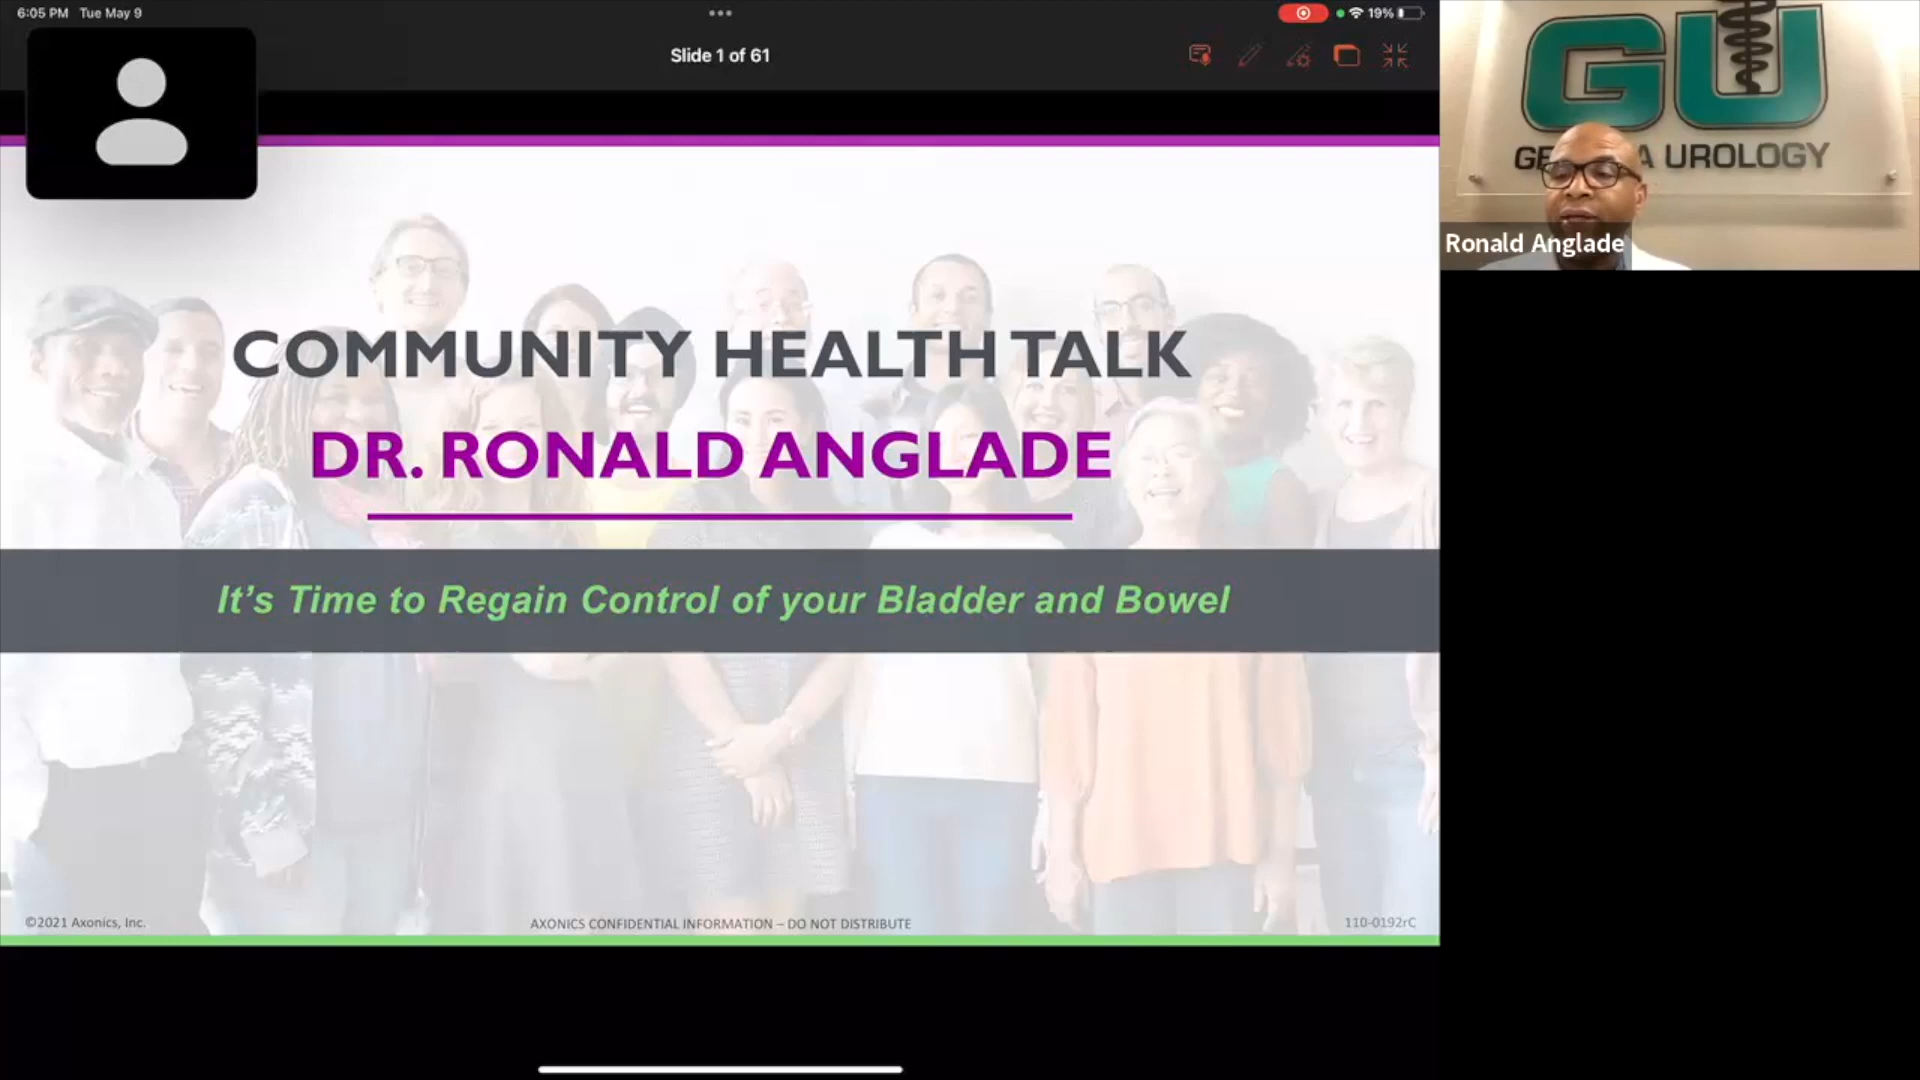 6:05 PM Tue May 9
19%
Slide 1 of 61
COMMUNITY HEALTH TALK
DR. RONALD ANGLADE
It's Time to Regain Control of your Bladder and Bowel
©2021 Axonics, Inc.
AXONICS CONFIDENTIAL INFORMATION – DO NOT DISTRIBUTE
110-0192rC
GU
GE A UROLOGY
Ronald Anglade